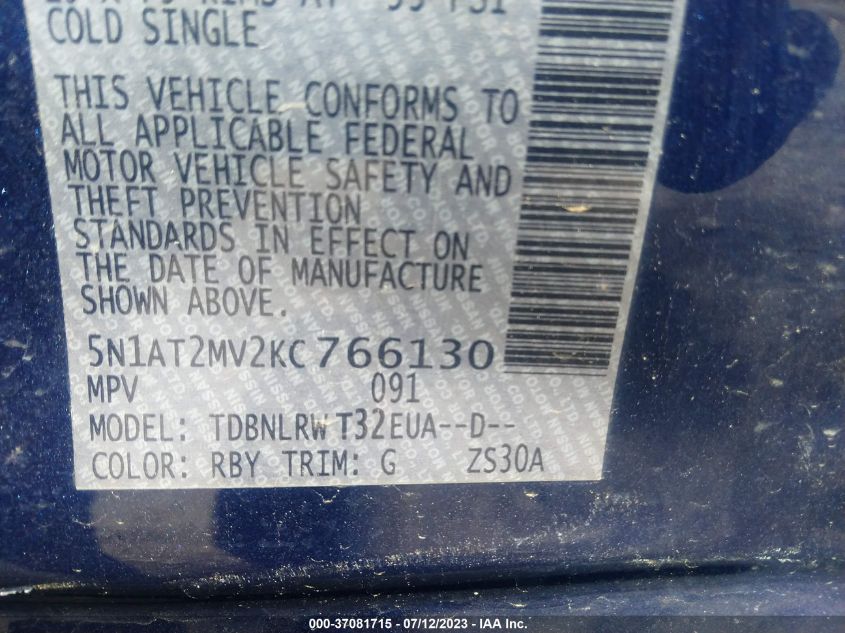 COLD SINGLE
THIS VEHICLE CONFORMS TO
ALL APPLICABLE FEDERAL
MOTOR VEHICLE SAFETY AND
THEFT PREVENTION
STANDARDS IN EFFECT ON
THE DATE OF MANUFACTURE
SHOWN ABOVE.
5N1AT2MV2KC766130
MPV 091
MODEL: TDBNLRW T32EUA--D--
COLOR: RBY TRIM: G ZS30A
000-37081715 - 07/12/2023 - IAA, Inc.